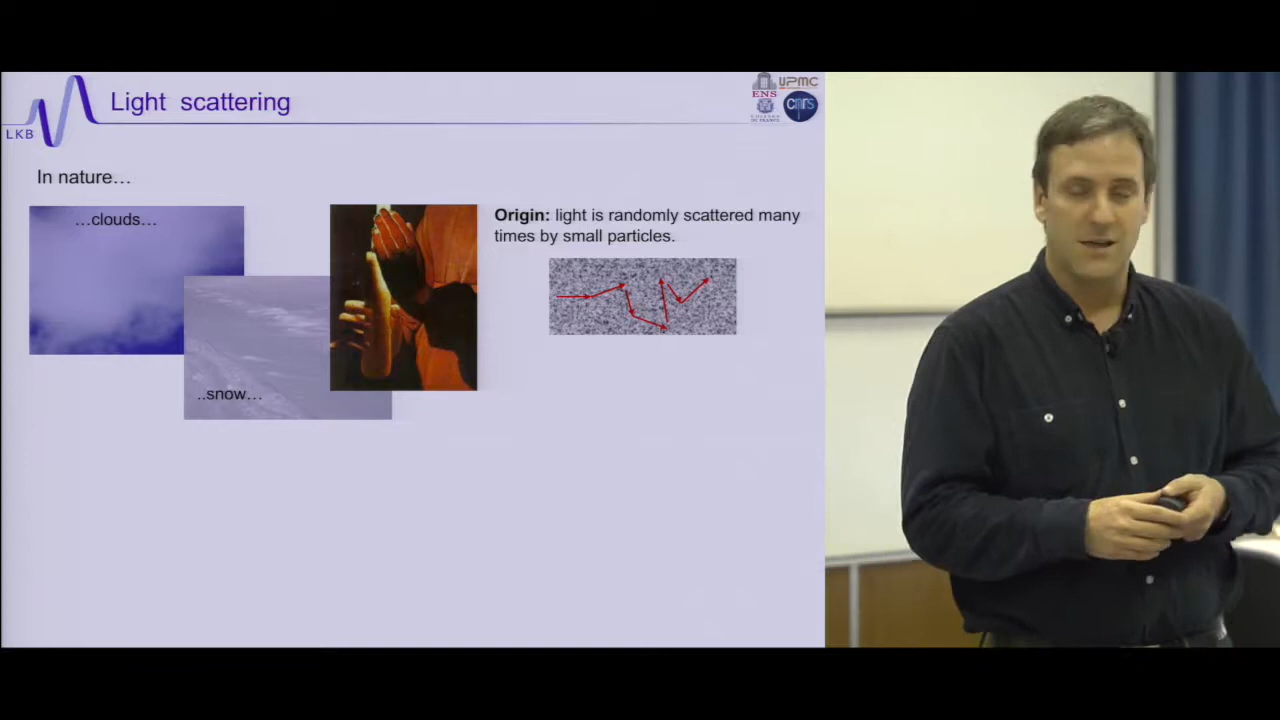 Light scattering
LKB
UPMC
ENS
cnrs
In nature…
…clouds…
..snow…
Origin: light is randomly scattered many
times by small particles.